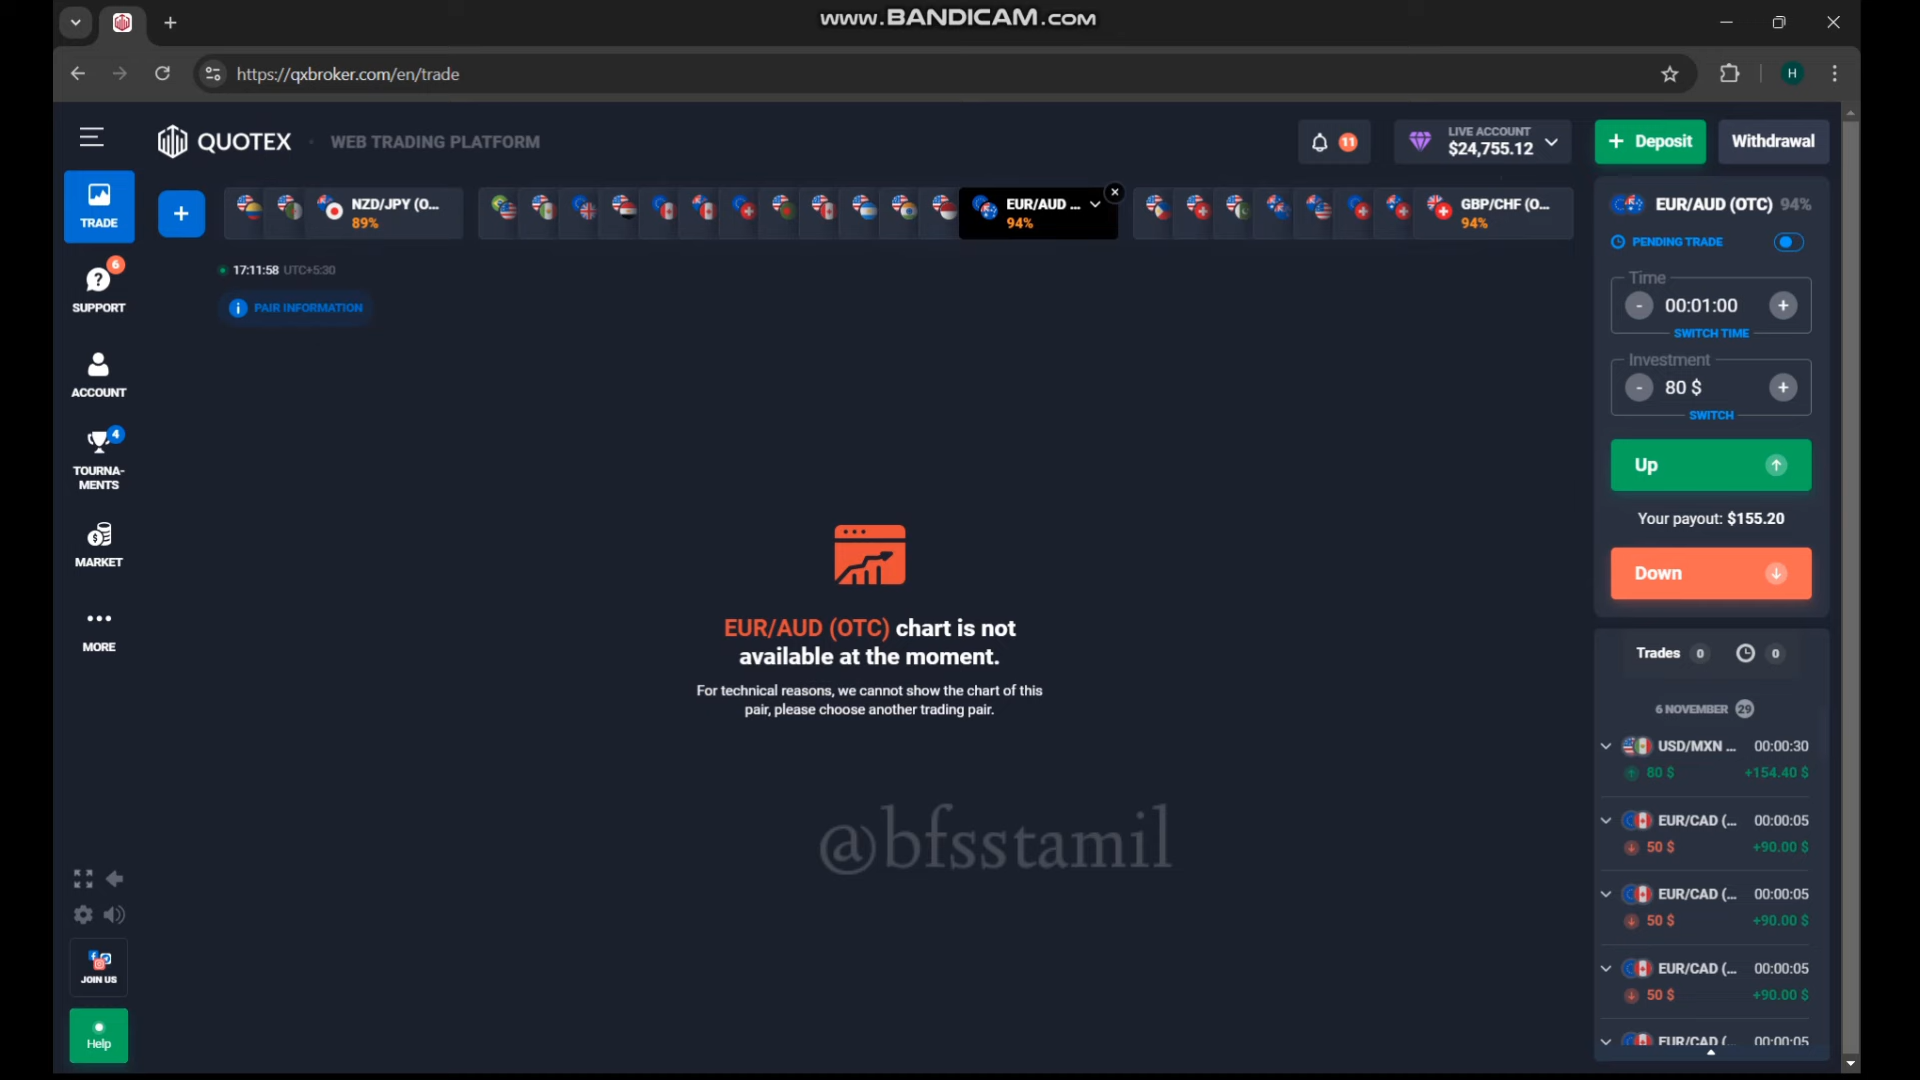 www.BANDICAM.com
https://qxbroker.com/en/trade
H
QUOTEX
WEB TRADING PLATFORM
11
LIVE ACCOUNT
$24,755.12
+ Deposit
Withdrawal
TRADE
+
NZD/JPY (O...
89%
EUR/AUD ...
94%
GBP/CHF (O...
94%
EUR/AUD (OTC) 94%
PENDING TRADE
17:11:58 UTC+5:30
PAIR INFORMATION
6
SUPPORT
ACCOUNT
4
TOURNA-
MENTS
MARKET
MORE
Time
- 00:01:00 +
SWITCH TIME
Investment
- 80 $ +
SWITCH
Up
Your payout: $155.20
Down
EUR/AUD (OTC) chart is not
available at the moment.
For technical reasons, we cannot show the chart of this
pair, please choose another trading pair.
@bfsstamil
Trades 0 0
6 NOVEMBER 29
USD/MXN ... 00:00:30
80 $ +154.40 $
EUR/CAD (... 00:00:05
50 $ +90.00 $
EUR/CAD (... 00:00:05
50 $ +90.00 $
EUR/CAD (... 00:00:05
50 $ +90.00 $
EUR/CAD (... 00:00:05
JOIN US
Help